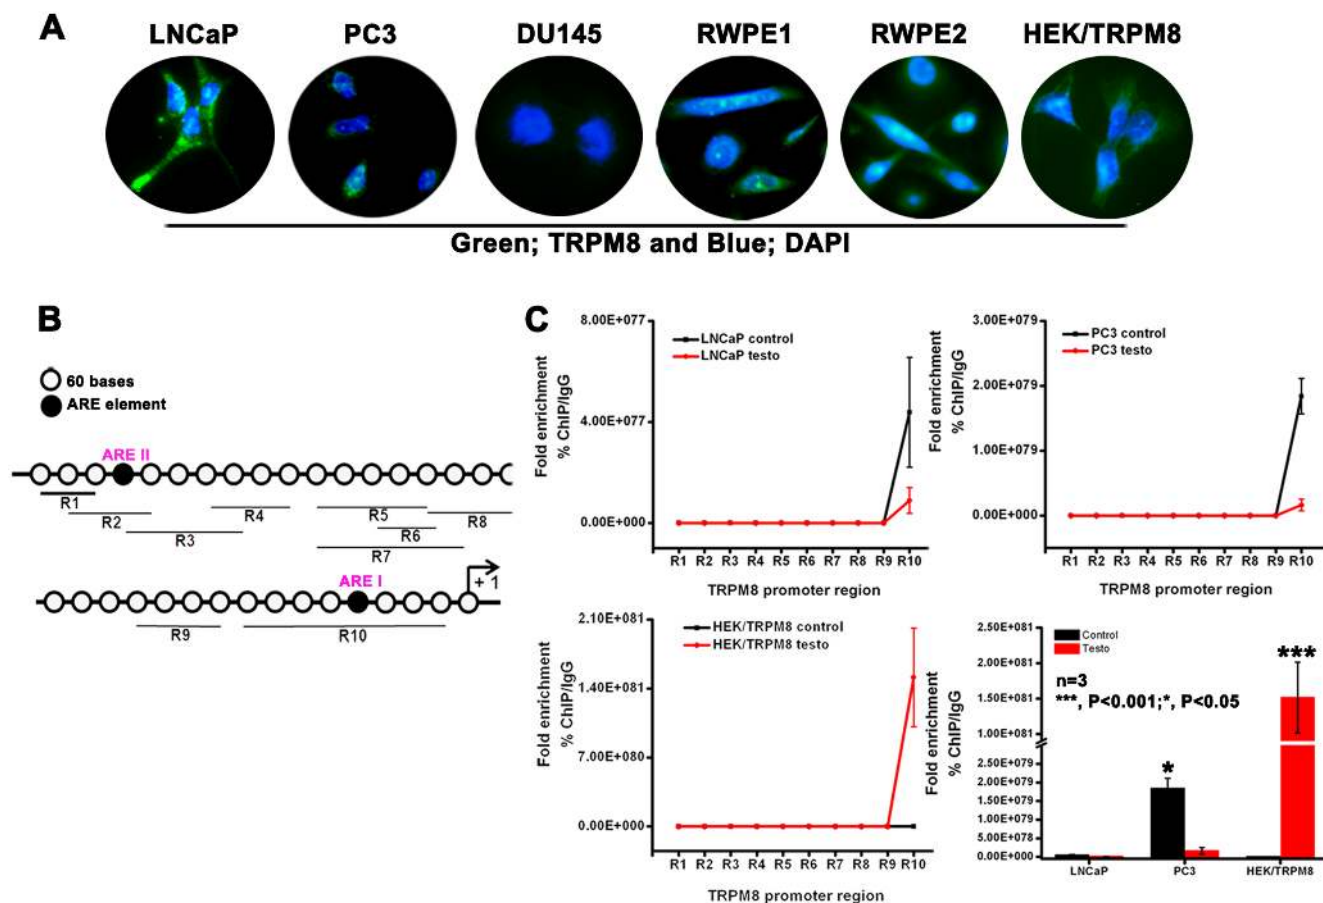 A
LNCaP PC3 DU145 RWPE1 RWPE2 HEK/TRPM8
Green; TRPM8 and Blue; DAPI
B
60 bases
ARE element
ARE II
R1
R2
R3
R4
R5
R6
R7
R8
ARE I
+ 1
R9
R10
C
8.00E+077
4.00E+077
0.00E+000
Fold enrichment
% ChIP/IgG
LNCaP control
LNCaP testo
R1 R2 R3 R4 R5 R6 R7 R8 R9 R10
TRPM8 promoter region
3.00E+079
2.00E+079
1.00E+079
0.00E+000
Fold enrichment
% ChIP/IgG
PC3 control
PC3 testo
R1 R2 R3 R4 R5 R6 R7 R8 R9 R10
TRPM8 promoter region
2.10E+081
1.40E+081
7.00E+080
0.00E+000
Fold enrichment
% ChIP/IgG
HEK/TRPM8 control
HEK/TRPM8 testo
R1 R2 R3 R4 R5 R6 R7 R8 R9 R10
TRPM8 promoter region
2.50E+081
2.00E+081
1.50E+081
1.00E+081
2.50E+079
2.00E+079
1.50E+079
1.00E+079
5.00E+078
0.00E+000
Fold enrichment
% ChIP/IgG
Control
Testo
n=3
***, P<0.001;*, P<0.05
*
***
LNCaP PC3 HEK/TRPM8